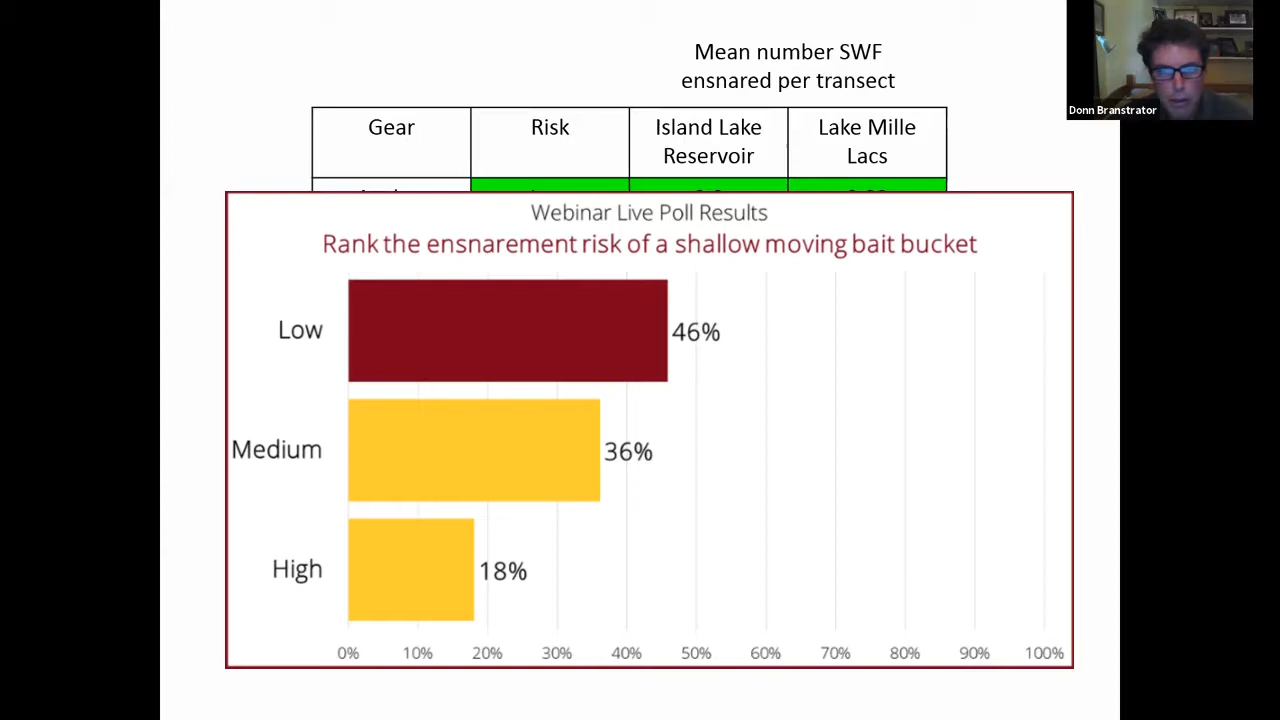 Mean number SWF
ensnared per transect
Donn Branstrator
Gear Risk Island Lake Reservoir Lake Mille Lacs
Webinar Live Poll Results
Rank the ensnarement risk of a shallow moving bait bucket
Low 46%
Medium 36%
High 18%
0% 10% 20% 30% 40% 50% 60% 70% 80% 90% 100%